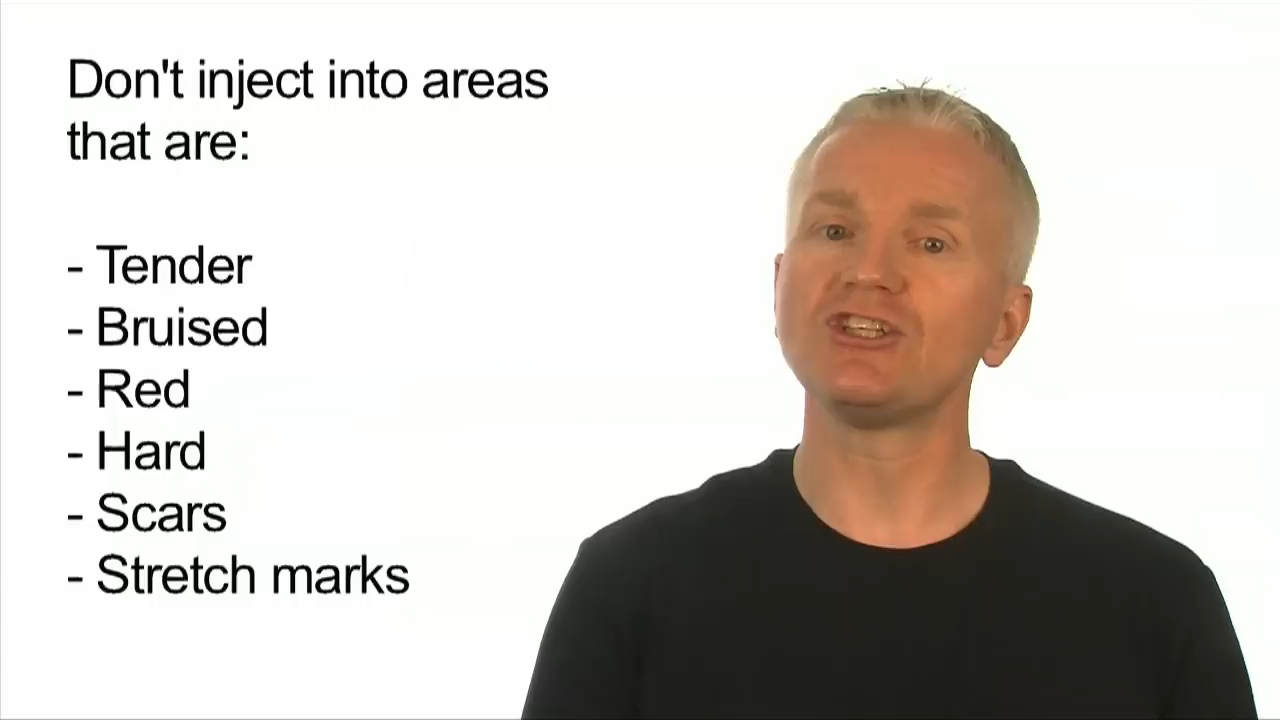 Don't inject into areas
that are:
- Tender
- Bruised
- Red
- Hard
- Scars
- Stretch marks